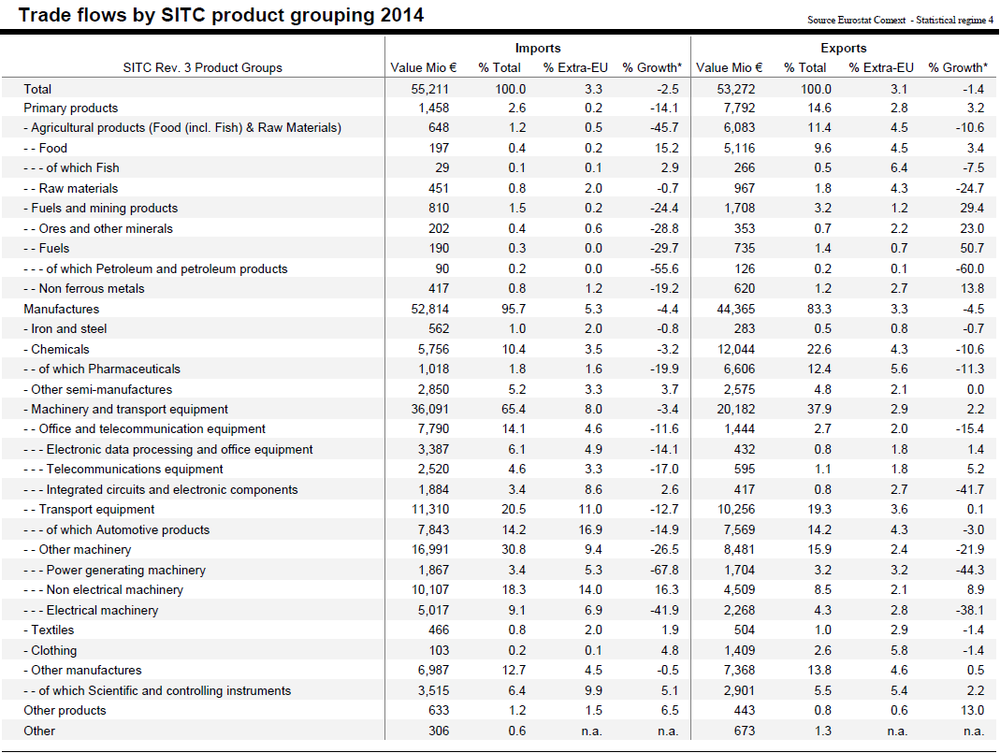 Trade flows by SITC product grouping 2014
Source Eurostat Comext - Statistical regime 4
Imports Exports
SITC Rev. 3 Product Groups Value Mio € % Total % Extra-EU % Growth* Value Mio € % Total % Extra-EU % Growth*
Total 55,211 100.0 3.3 -2.5 53,272 100.0 3.1 -1.4
Primary products 1,458 2.6 0.2 -14.1 7,792 14.6 2.8 3.2
- Agricultural products (Food (incl. Fish) & Raw Materials) 648 1.2 0.5 -45.7 6,083 11.4 4.5 -10.6
- - Food 197 0.4 0.2 15.2 5,116 9.6 4.5 3.4
- - - of which Fish 29 0.1 0.1 2.9 266 0.5 6.4 -7.5
- - Raw materials 451 0.8 2.0 -0.7 967 1.8 4.3 -24.7
- Fuels and mining products 810 1.5 0.2 -24.4 1,708 3.2 1.2 29.4
- - Ores and other minerals 202 0.4 0.6 -28.8 353 0.7 2.2 23.0
- - Fuels 190 0.3 0.0 -29.7 735 1.4 0.7 50.7
- - - of which Petroleum and petroleum products 90 0.2 0.0 -55.6 126 0.2 0.1 -60.0
- - Non ferrous metals 417 0.8 1.2 -19.2 620 1.2 2.7 13.8
Manufactures 52,814 95.7 5.3 -4.4 44,365 83.3 3.3 -4.5
- Iron and steel 562 1.0 2.0 -0.8 283 0.5 0.8 -0.7
- Chemicals 5,756 10.4 3.5 -3.2 12,044 22.6 4.3 -10.6
- - of which Pharmaceuticals 1,018 1.8 1.6 -19.9 6,606 12.4 5.6 -11.3
- Other semi-manufactures 2,850 5.2 3.3 3.7 2,575 4.8 2.1 0.0
- Machinery and transport equipment 36,091 65.4 8.0 -3.4 20,182 37.9 2.9 2.2
- - Office and telecommunication equipment 7,790 14.1 4.6 -11.6 1,444 2.7 2.0 -15.4
- - - Electronic data processing and office equipment 3,387 6.1 4.9 -14.1 432 0.8 1.8 1.4
- - - Telecommunications equipment 2,520 4.6 3.3 -17.0 595 1.1 1.8 5.2
- - - Integrated circuits and electronic components 1,884 3.4 8.6 2.6 417 0.8 2.7 -41.7
- - Transport equipment 11,310 20.5 11.0 -12.7 10,256 19.3 3.6 0.1
- - - of which Automotive products 7,843 14.2 16.9 -14.9 7,569 14.2 4.3 -3.0
- - Other machinery 16,991 30.8 9.4 -26.5 8,481 15.9 2.4 -21.9
- - - Power generating machinery 1,867 3.4 5.3 -67.8 1,704 3.2 3.2 -44.3
- - - Non electrical machinery 10,107 18.3 14.0 16.3 4,509 8.5 2.1 8.9
- - - Electrical machinery 5,017 9.1 6.9 -41.9 2,268 4.3 2.8 -38.1
- Textiles 466 0.8 2.0 1.9 504 1.0 2.9 -1.4
- Clothing 103 0.2 0.1 4.8 1,409 2.6 5.8 -1.4
- Other manufactures 6,987 12.7 4.5 -0.5 7,368 13.8 4.6 0.5
- - of which Scientific and controlling instruments 3,515 6.4 9.9 5.1 2,901 5.5 5.4 2.2
Other products 633 1.2 1.5 6.5 443 0.8 0.6 13.0
Other 306 0.6 n.a. n.a. 673 1.3 n.a. n.a.